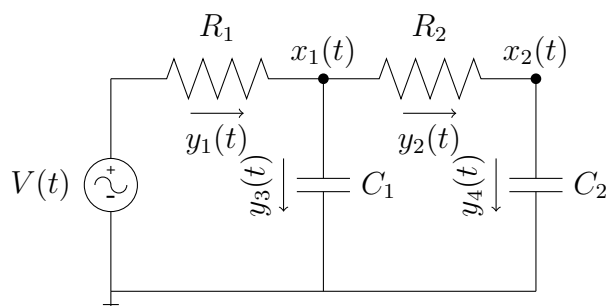 R₁ R₂
x₁(t) x₂(t)
y₁(t) y₂(t)
V(t) + - y₃(t) C₁ y₄(t) C₂